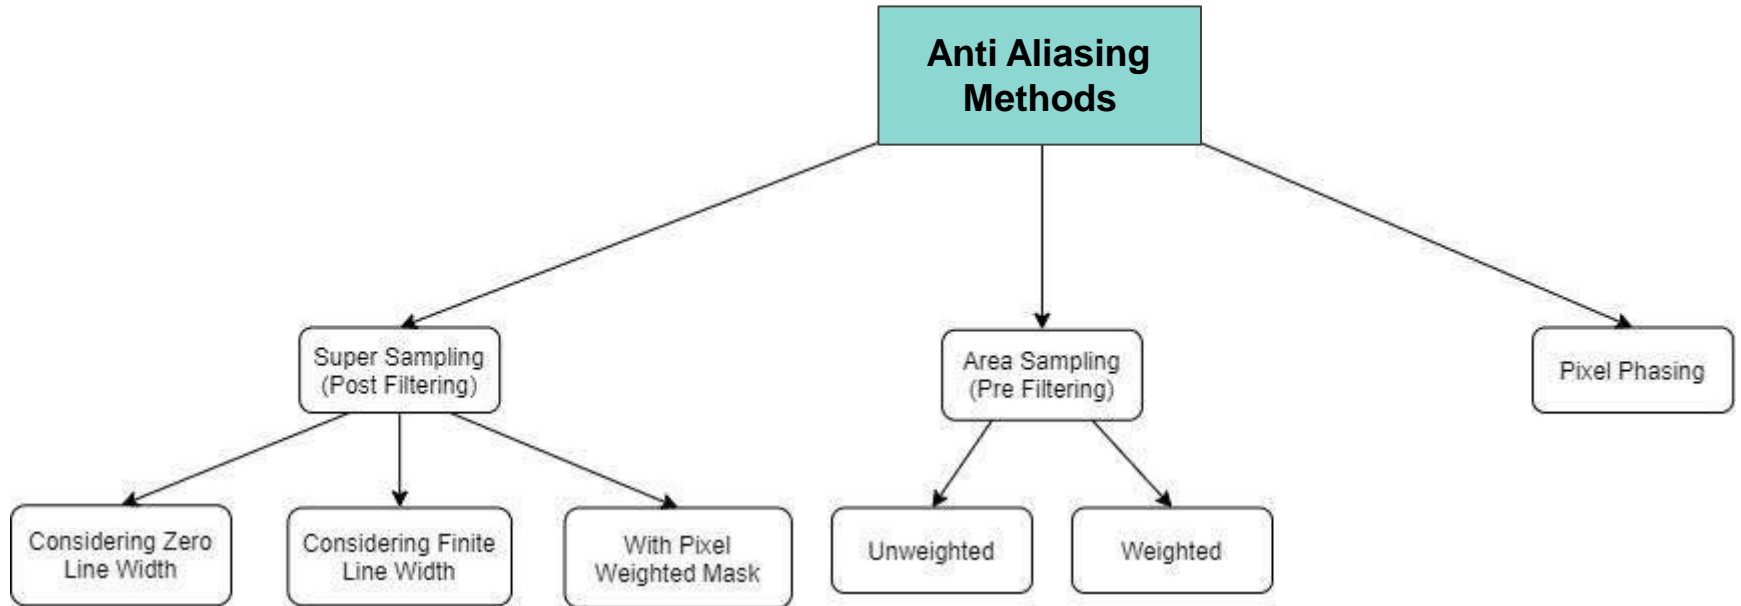 Anti Aliasing
Methods
Super Sampling
(Post Filtering)
Area Sampling
(Pre Filtering)
Pixel Phasing
Considering Zero
Line Width
Considering Finite
Line Width
With Pixel
Weighted Mask
Unweighted
Weighted